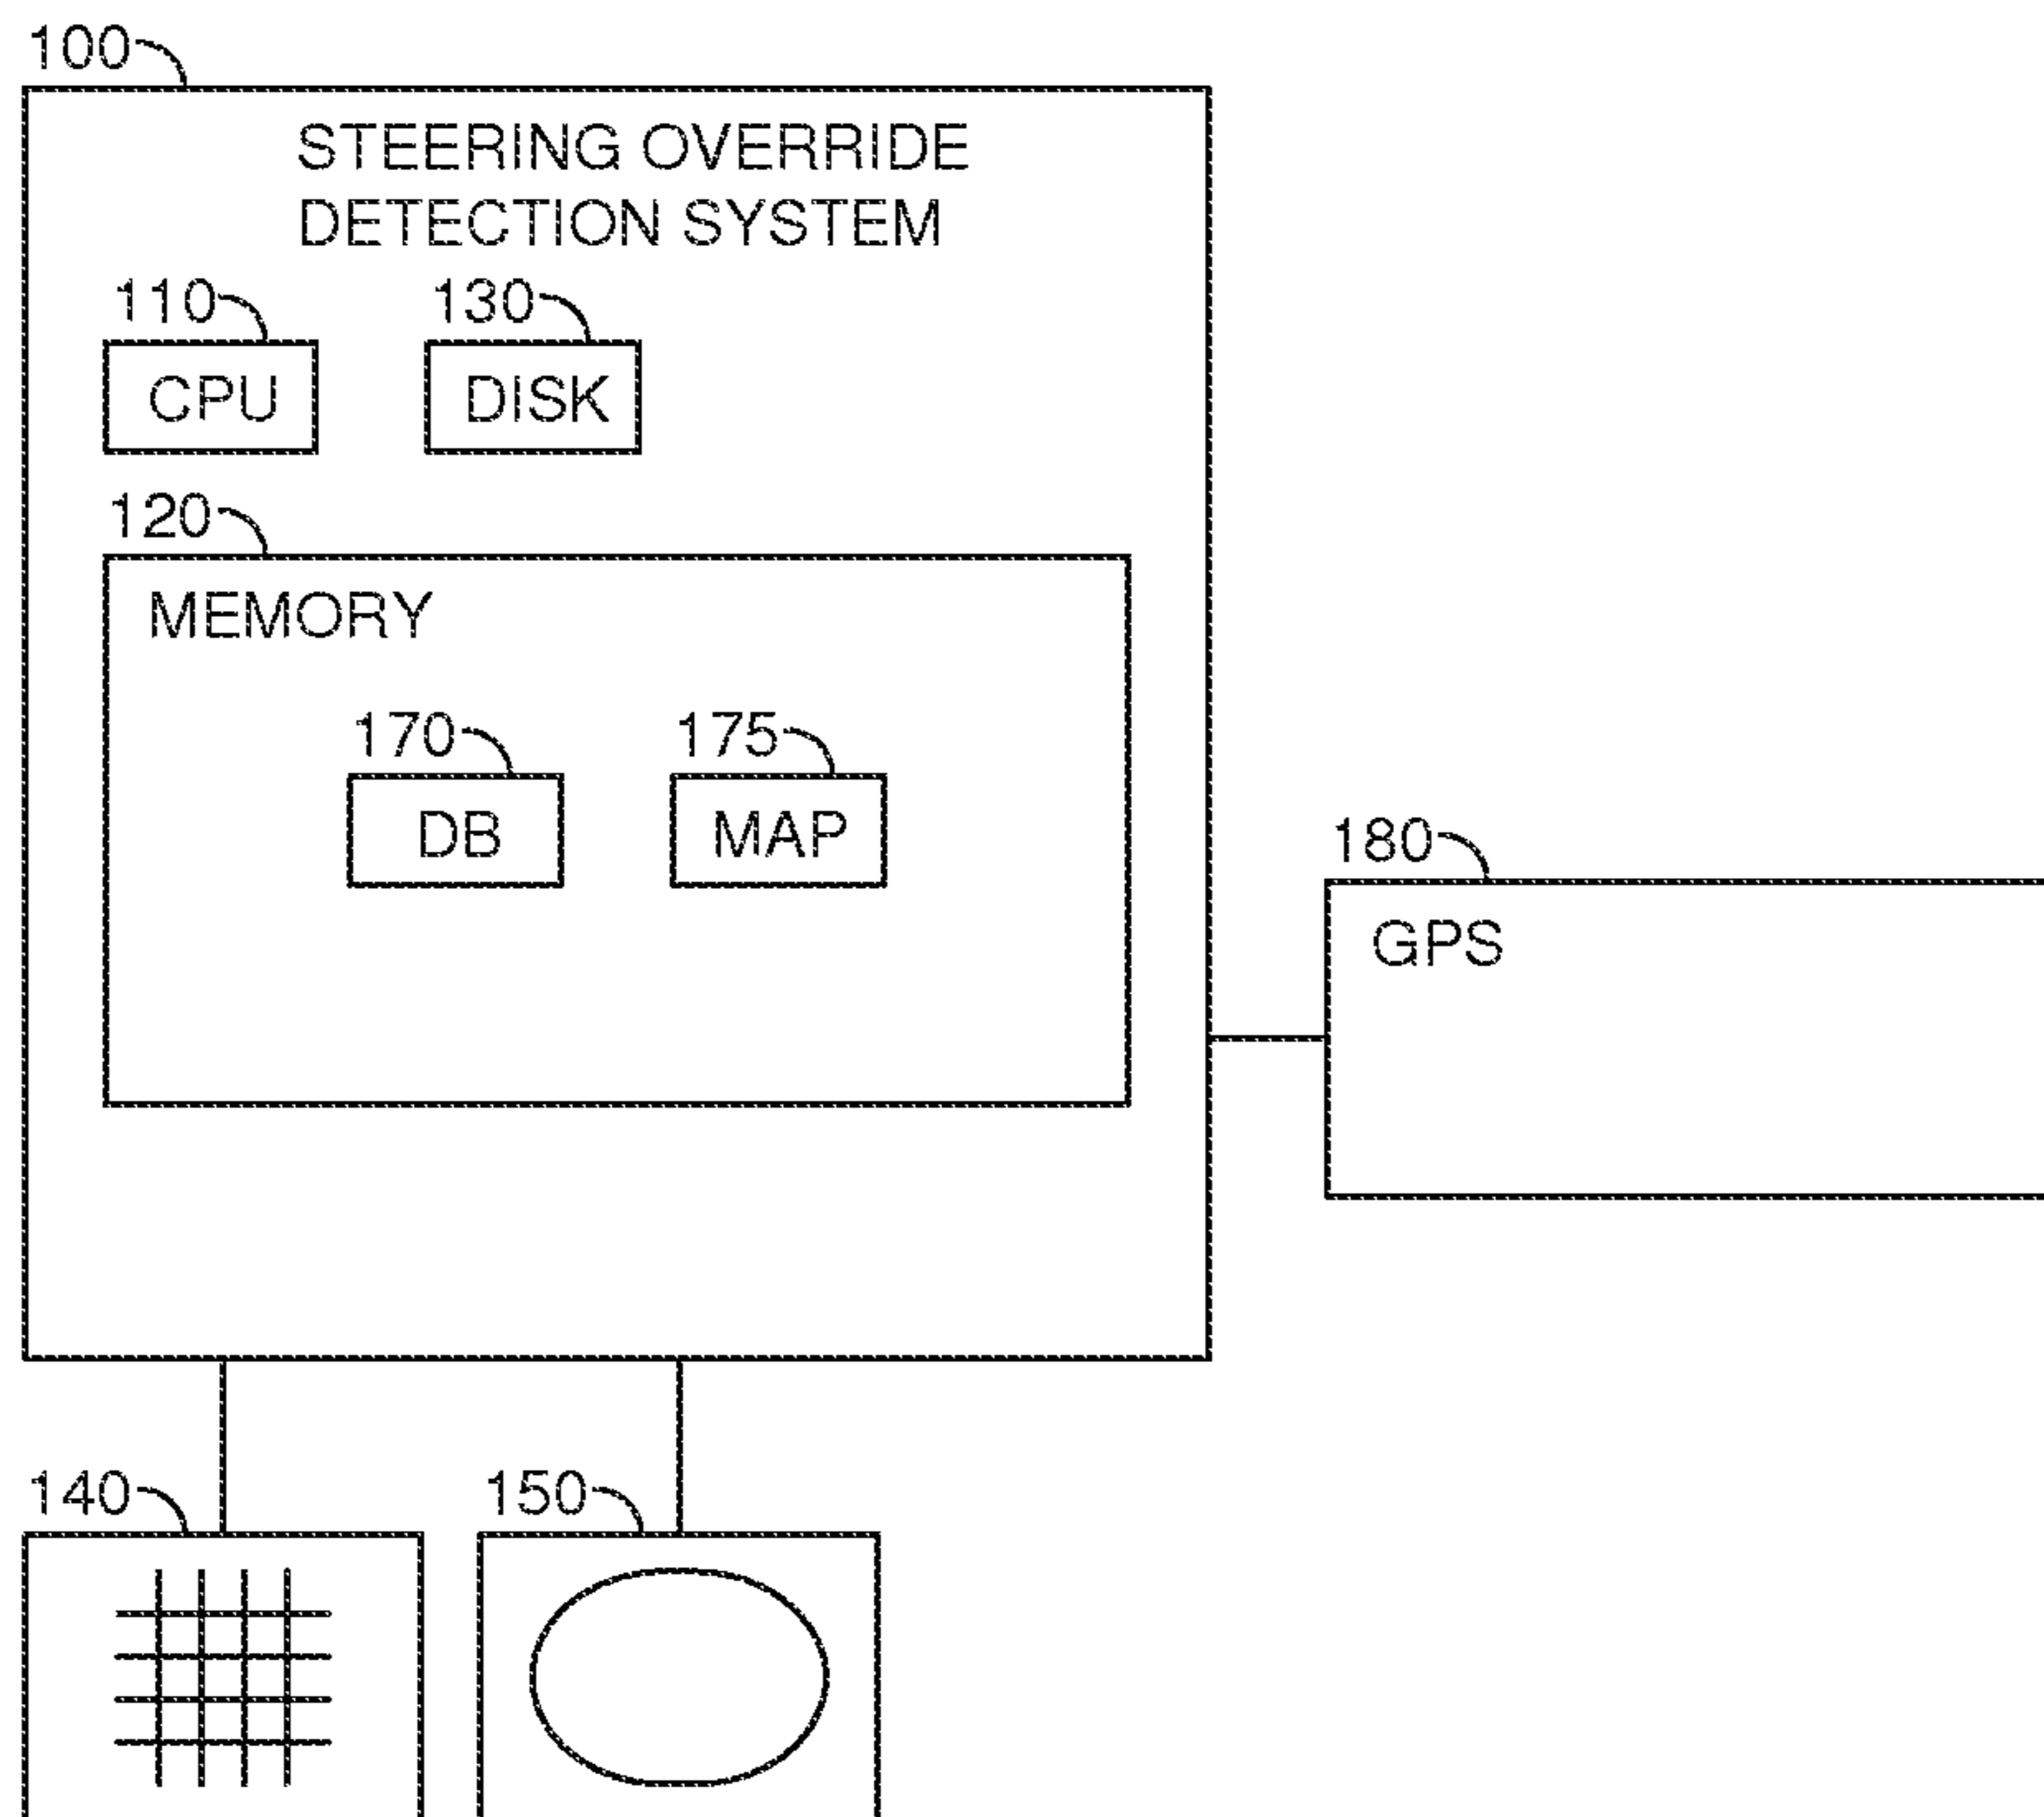 100
STEERING OVERRIDE
DETECTION SYSTEM
110
130
CPU
DISK
120
MEMORY
170
175
DB
MAP
180
GPS
140
150